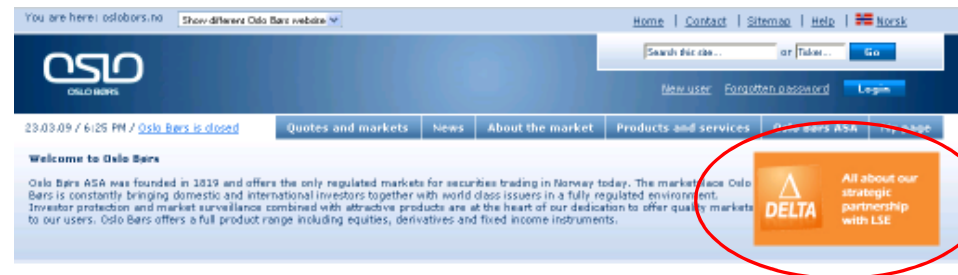 You are here: oslobors.no Show different Oslo Børs website
Home | Contact | Sitemap | Help | Norsk
Search this site... or Ticker... Go
OSLO
OSLO BØRS
New user Forgotten password Login
23.03.09 / 6:25 PM / Oslo Børs is closed
Quotes and markets News About the market Products and services Oslo Børs ASA My page
Welcome to Oslo Børs
Oslo Børs ASA was founded in 1819 and offers the only regulated markets for securities trading in Norway today. The marketplace Oslo
Børs is constantly bringing domestic and international investors together with world class issuers in a fully regulated environment.
Investor protection and market surveillance combined with attractive products are at the heart of our dedication to offer quality markets
to our users. Oslo Børs offers a full product range including equities, derivatives and fixed income instruments.
DELTA
All about our
strategic
partnership
with LSE